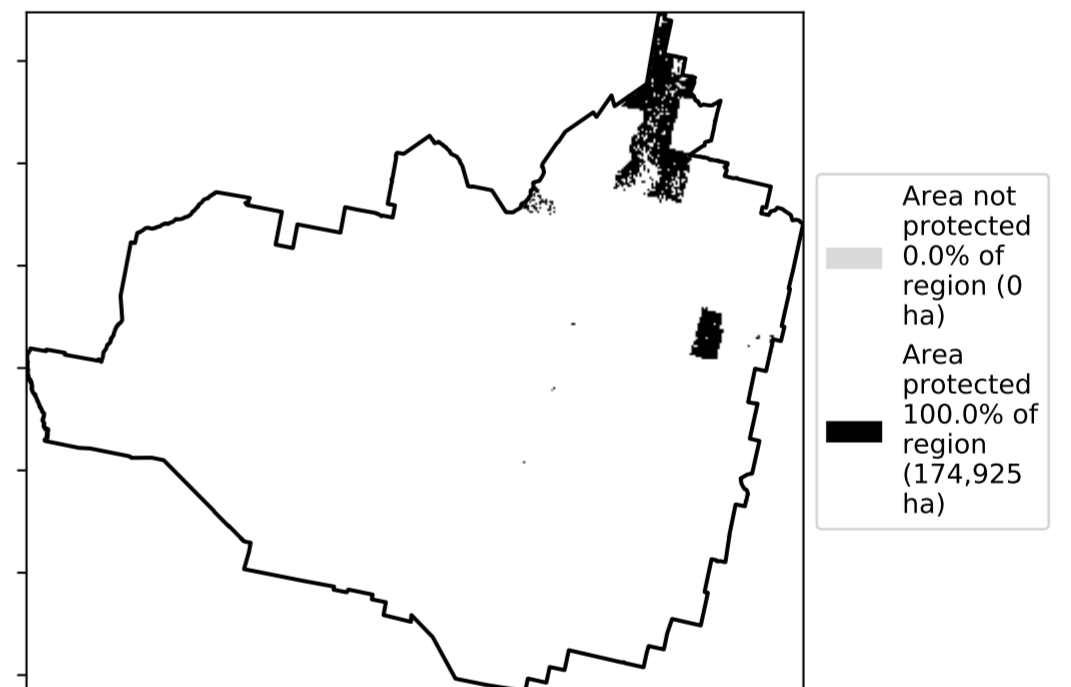 Area not
protected
0.0% of
region (0
ha)
Area
protected
100.0% of
region
(174,925
ha)